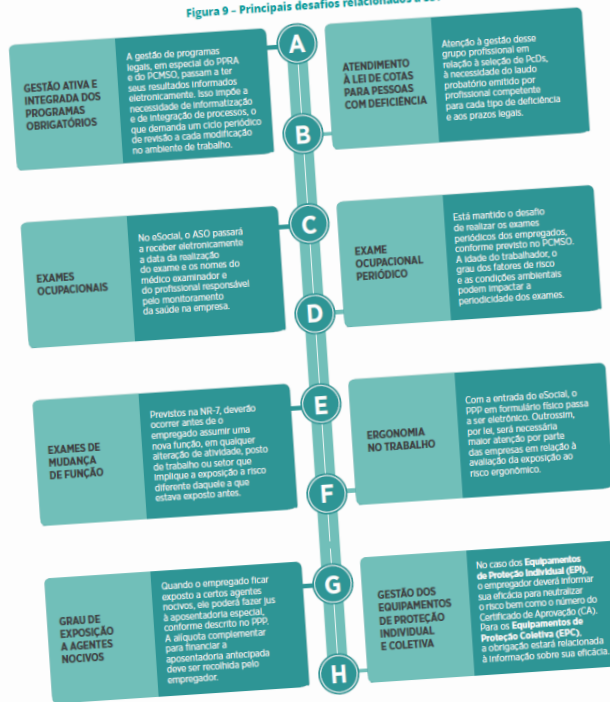 Figura 9 – Principais desafios relacionados
A
GESTÃO ATIVA E
INTEGRADA DOS
PROGRAMAS
OBRIGATÓRIOS
A gestão de programas
legais, em especial do PPRA
e do PCMSO, passam a ter
seus resultados informados
eletronicamente. Isso impõe a
necessidade de informatização
e de integração de processos, o
que demanda um ciclo periódico
de revisão a cada modificação
no ambiente de trabalho.
B
ATENDIMENTO
À LEI DE COTAS
PARA PESSOAS
COM DEFICIÊNCIA
Atenção à gestão desse
grupo profissional em
relação à seleção de PcDs,
à necessidade do laudo
probatório emitido por
profissional competente
para cada tipo de deficiência
e aos prazos legais.
C
EXAMES
OCUPACIONAIS
No eSocial, o ASO passará
a receber eletronicamente
a data da realização
do exame e os nomes do
médico examinador e
do profissional responsável
pelo monitoramento
da saúde na empresa.
D
EXAME
OCUPACIONAL
PERIÓDICO
Está mantido o desafio
de realizar os exames
periódicos dos empregados,
conforme previsto no PCMSO.
A idade do trabalhador, o
grau dos fatores de risco
e as condições ambientais
podem impactar a
periodicidade dos exames.
E
EXAMES DE
MUDANÇA
DE FUNÇÃO
Previstos na NR-7, deverão
ocorrer antes de o
empregado assumir uma
nova função, em qualquer
alteração de atividade, posto
de trabalho ou setor que
implique a exposição a risco
diferente daquele a que
estava exposto antes.
F
ERGONOMIA
NO TRABALHO
Com a entrada do eSocial, o
PPP em formulário físico passa
a ser eletrônico. Outrossim,
por lei, será necessária
maior atenção por parte
das empresas em relação à
avaliação da exposição ao
risco ergonômico.
G
GRAU DE
EXPOSIÇÃO
A AGENTES
NOCIVOS
Quando o empregado ficar
exposto a certos agentes
nocivos, ele poderá fazer jus
à aposentadoria especial,
conforme descrito no PPP.
A alíquota complementar
para financiar a
aposentadoria antecipada
deve ser recolhida pelo
empregador.
H
GESTÃO DOS
EQUIPAMENTOS
DE PROTEÇÃO
INDIVIDUAL
E COLETIVA
No caso dos Equipamentos
de Proteção Individual (EPI),
o empregador deverá informar
sua eficácia para neutralizar
o risco bem como o número do
Certificado de Aprovação (CA).
Para os Equipamentos de
Proteção Coletiva (EPC),
a obrigação estará relacionada
à informação sobre sua eficácia.